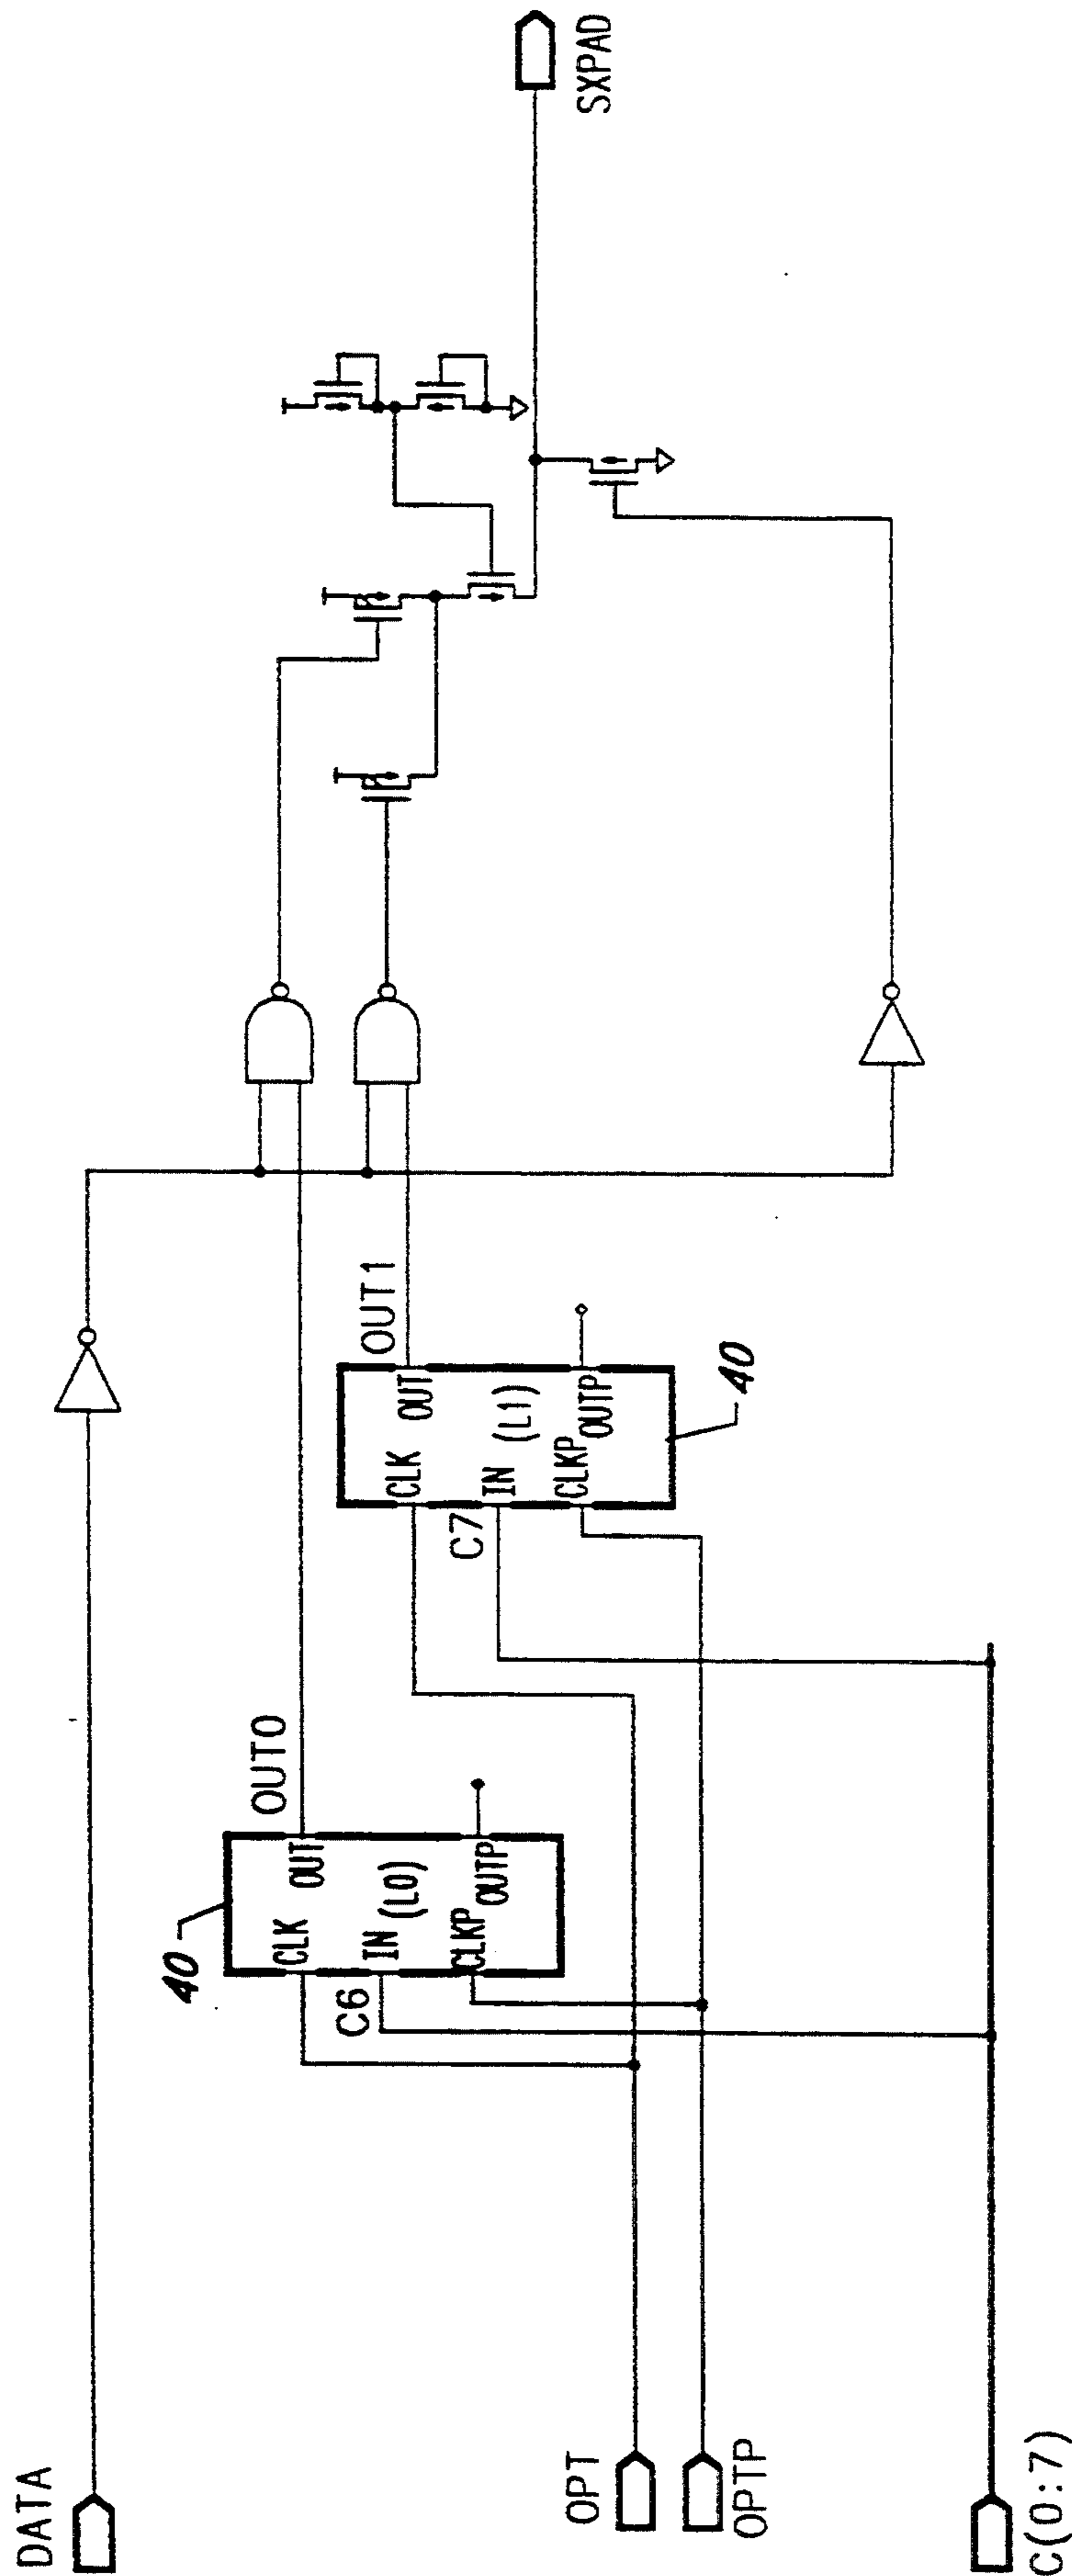 DATA
OPT
OPTP
C(0:7)
40
CLK
OUT
OUT0
C6
IN
(L0)
CLKP
OUTP
CLK
OUT
OUT1
C7
IN
(L1)
CLKP
OUTP
40
SXPAD